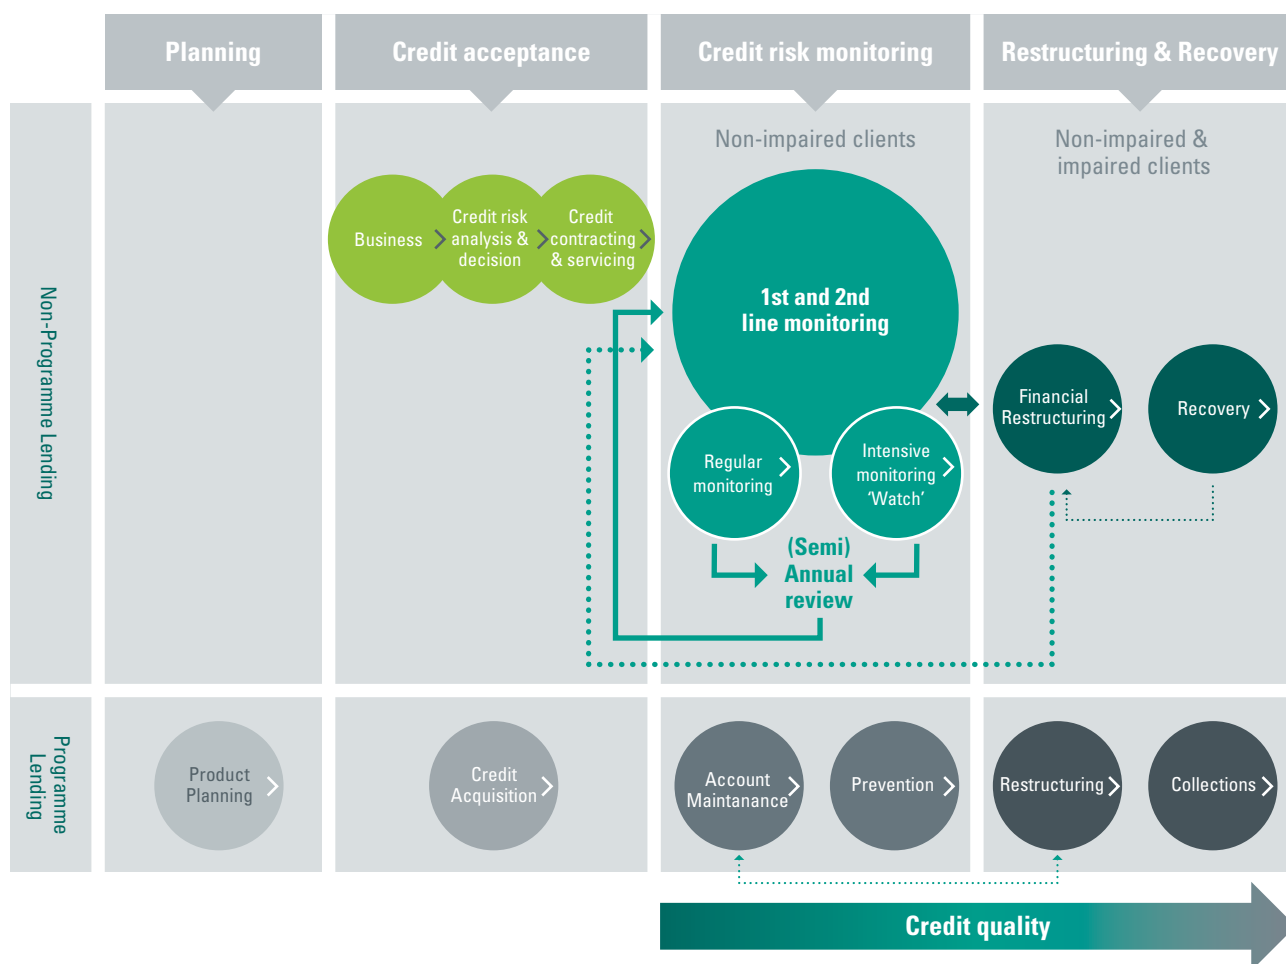 Planning
Credit acceptance
Credit risk monitoring
Restructuring & Recovery
Non-Programme Lending
Non-impaired clients
Non-impaired &
impaired clients
Business
Credit risk
analysis &
decision
Credit
contracting
& servicing
1st and 2nd
line monitoring
Regular
monitoring
Intensive
monitoring
‘Watch’
(Semi)
Annual
review
Financial
Restructuring
Recovery
Programme
Lending
Product
Planning
Credit
Acquisition
Account
Maintanance
Prevention
Restructuring
Collections
Credit quality